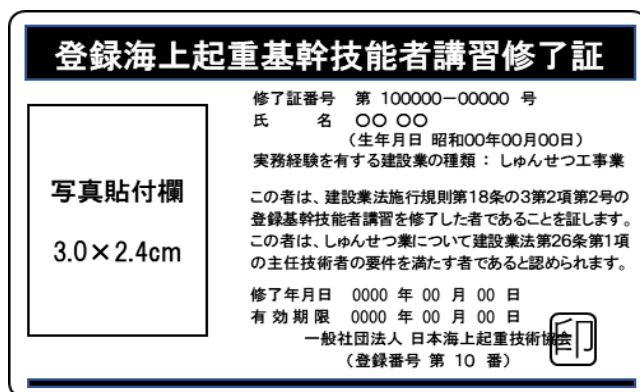 登録海上起重基幹技能者講習修了証
修了証番号 第 100000－00000 号
氏 名 〇〇 〇〇
（生年月日 昭和00年00月00日）
実務経験を有する建設業の種類： しゅんせつ工事業
写真貼付欄
3.0×2.4cm
この者は、建設業法施行規則第18条の3第2項第2号の
登録基幹技能者講習を修了した者であることを証します。
この者は、しゅんせつ業について建設業法第26条第1項
の主任技術者の要件を満たす者であると認められます。
修了年月日 0000 年 00 月 00 日
有効期限 0000 年 00 月 00 日
一般社団法人 日本海上起重技術協会
（登録番号 第 10 番）
印